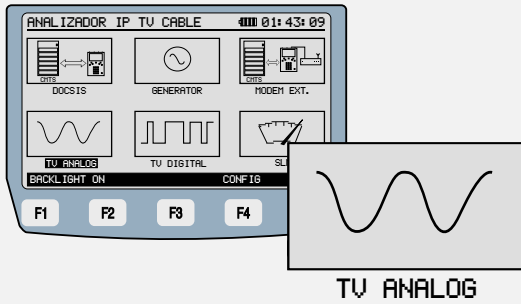 ANALIZADOR IP TV CABLE 01:43:09
CMTS CMTS
DOCSIS GENERATOR MODEM EXT.
TV ANALOG TV DIGITAL
BACKLIGHT ON CONFIG
F1 F2 F3 F4
TV ANALOG